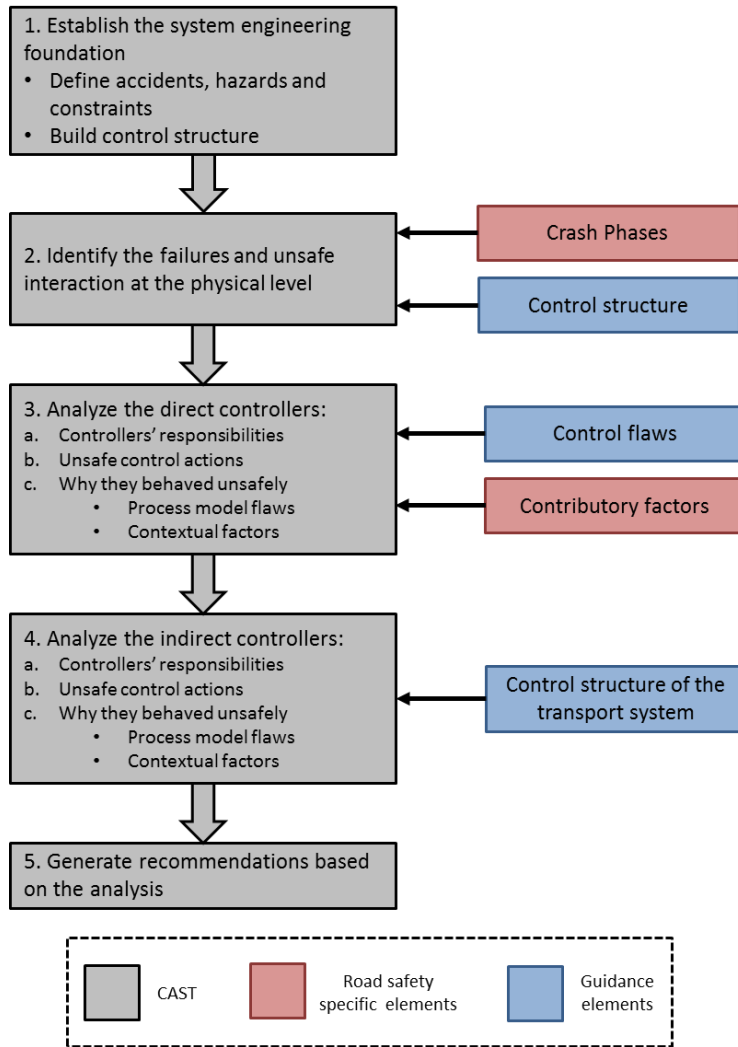 1. Establish the system engineering
foundation
• Define accidents, hazards and
constraints
• Build control structure
2. Identify the failures and unsafe
interaction at the physical level
Crash Phases
Control structure
3. Analyze the direct controllers:
a. Controllers’ responsibilities
b. Unsafe control actions
c. Why they behaved unsafely
• Process model flaws
• Contextual factors
Control flaws
Contributory factors
4. Analyze the indirect controllers:
a. Controllers’ responsibilities
b. Unsafe control actions
c. Why they behaved unsafely
• Process model flaws
• Contextual factors
Control structure of the
transport system
5. Generate recommendations based
on the analysis
CAST
Road safety
specific elements
Guidance
elements